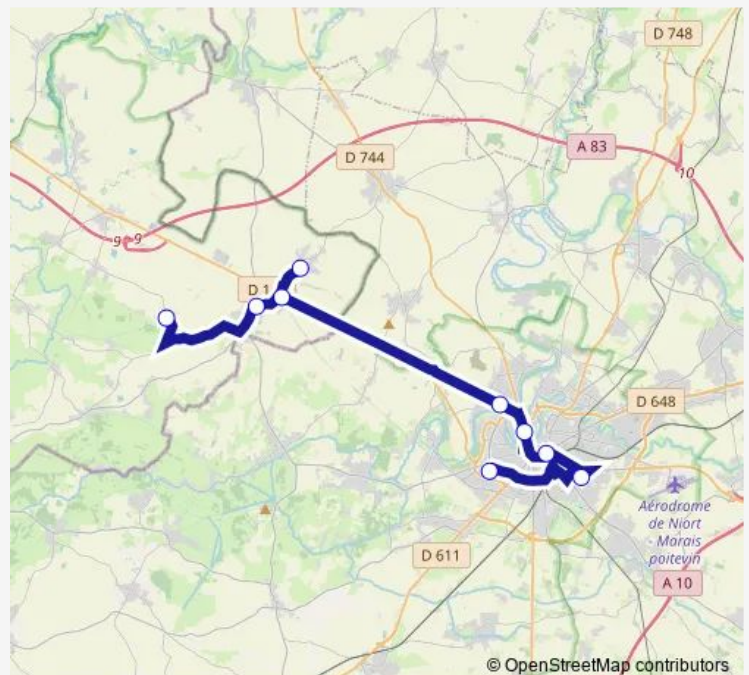 D 748
A 83
D 744
10
9
9
D 1
D 648
Aérodrome
de Niort
- Marais
poitevin
D 611
A 10
© OpenStreetMap contributors